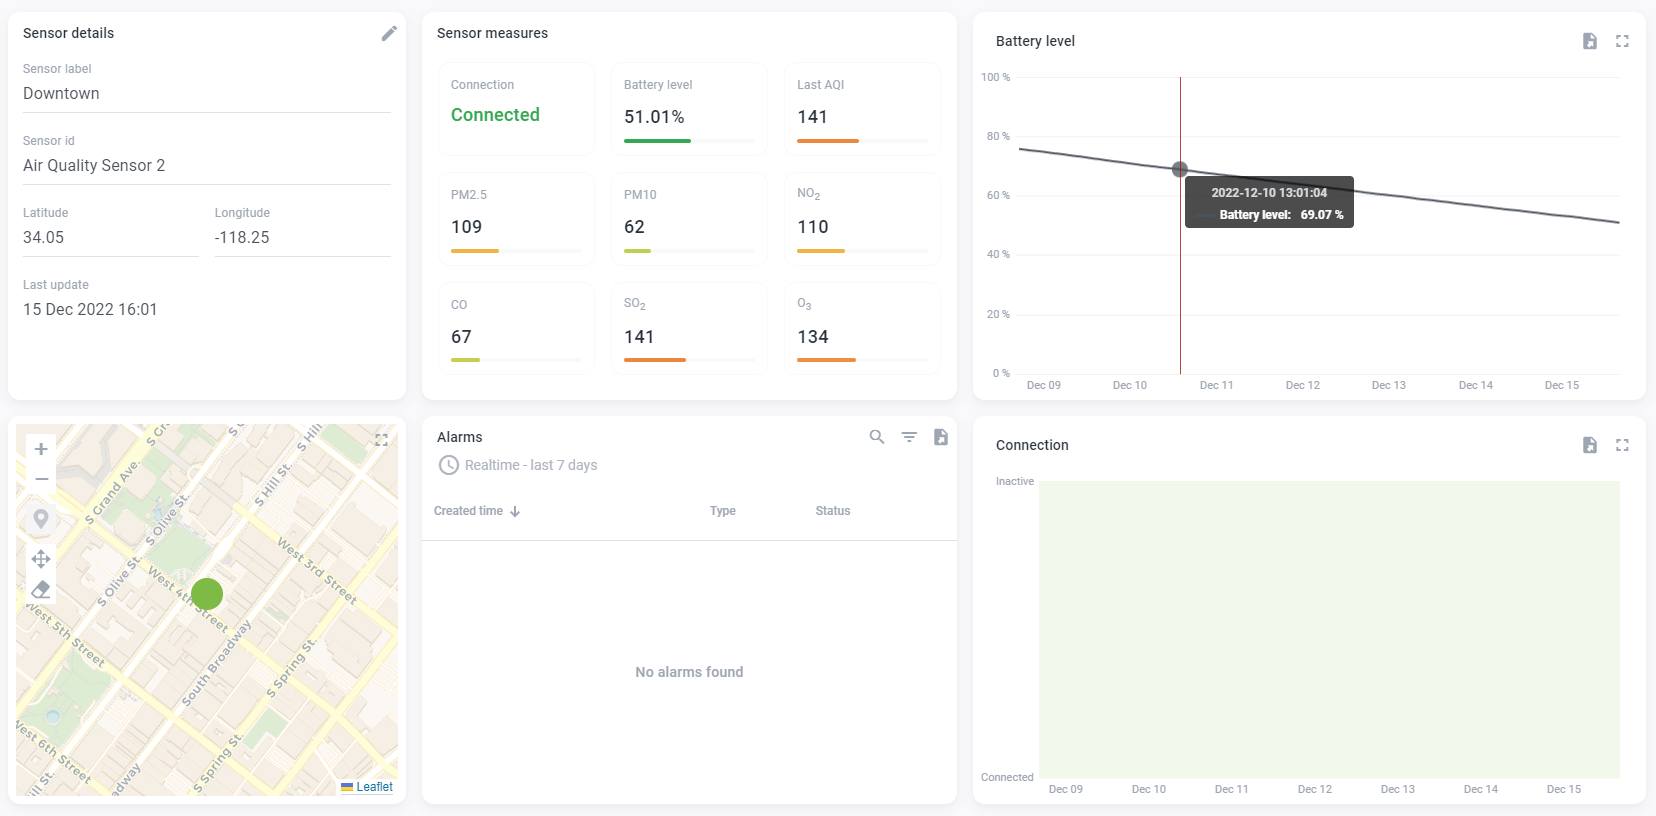 Sensor details
Sensor label
Downtown
Sensor id
Air Quality Sensor 2
Latitude
Longitude
34.05
-118.25
Last update
15 Dec 2022 16:01
Sensor measures
Connection
Connected
Battery level
51.01%
Last AQI
141
PM2.5
109
PM10
62
NO2
110
CO
67
SO2
141
O3
134
Battery level
100 %
80 %
60 %
40 %
20 %
0 %
2022-12-10 13:01:04
Battery level: 69.07 %
Dec 09 Dec 10 Dec 11 Dec 12 Dec 13 Dec 14 Dec 15
+
−
S Gr
S G
S Hill
S Grand Ave.
S Hill St.
S Olive St.
S Olive St.
West 3rd Street
West 4th Street
West 5th Street
South Broadway
S Spring St.
West 6th Street
S Spring St.
Hill St.
adway
Leaflet
Alarms
Realtime - last 7 days
Created time Type Status
No alarms found
Connection
Inactive
Connected
Dec 09 Dec 10 Dec 11 Dec 12 Dec 13 Dec 14 Dec 15